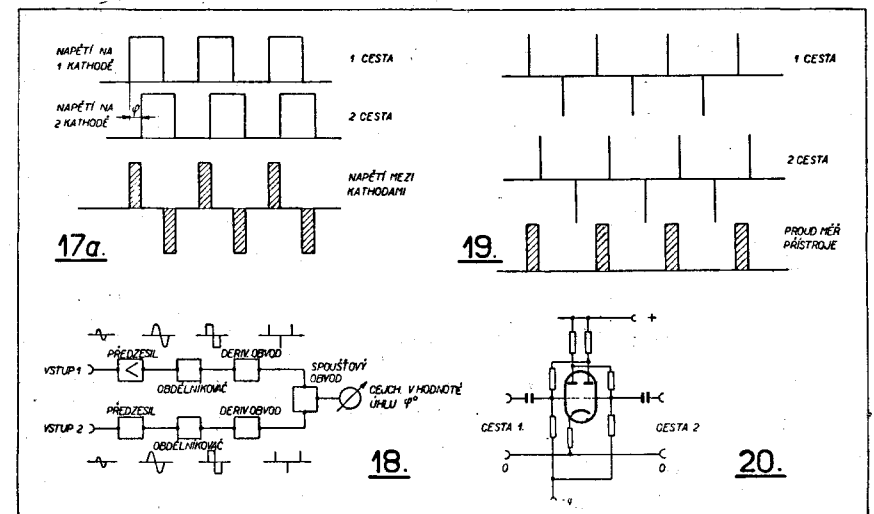 NAPĚTÍ NA
1 KATHODĚ
1 CESTA
NAPĚTÍ NA
2 KATHODĚ
φ
2 CESTA
NAPĚTÍ MEZI
KATHODAMI
17a.
1 CESTA
2 CESTA
PROUD MĚŘ
PŘÍSTROJE
19.
PŘEDZESIL
DERIV. OBVOD
SPOUŠŤOVÝ
OBVOD
VSTUP 1
OBDÉLNÍKOVAČ
CEJCH. V HODNOTĚ
ÚHLU φ°
PŘEDZESIL
DERIV. OBVOD
VSTUP 2
OBDÉLNÍKOVAČ
18.
+
CESTA 1.
CESTA 2
0
0
20.